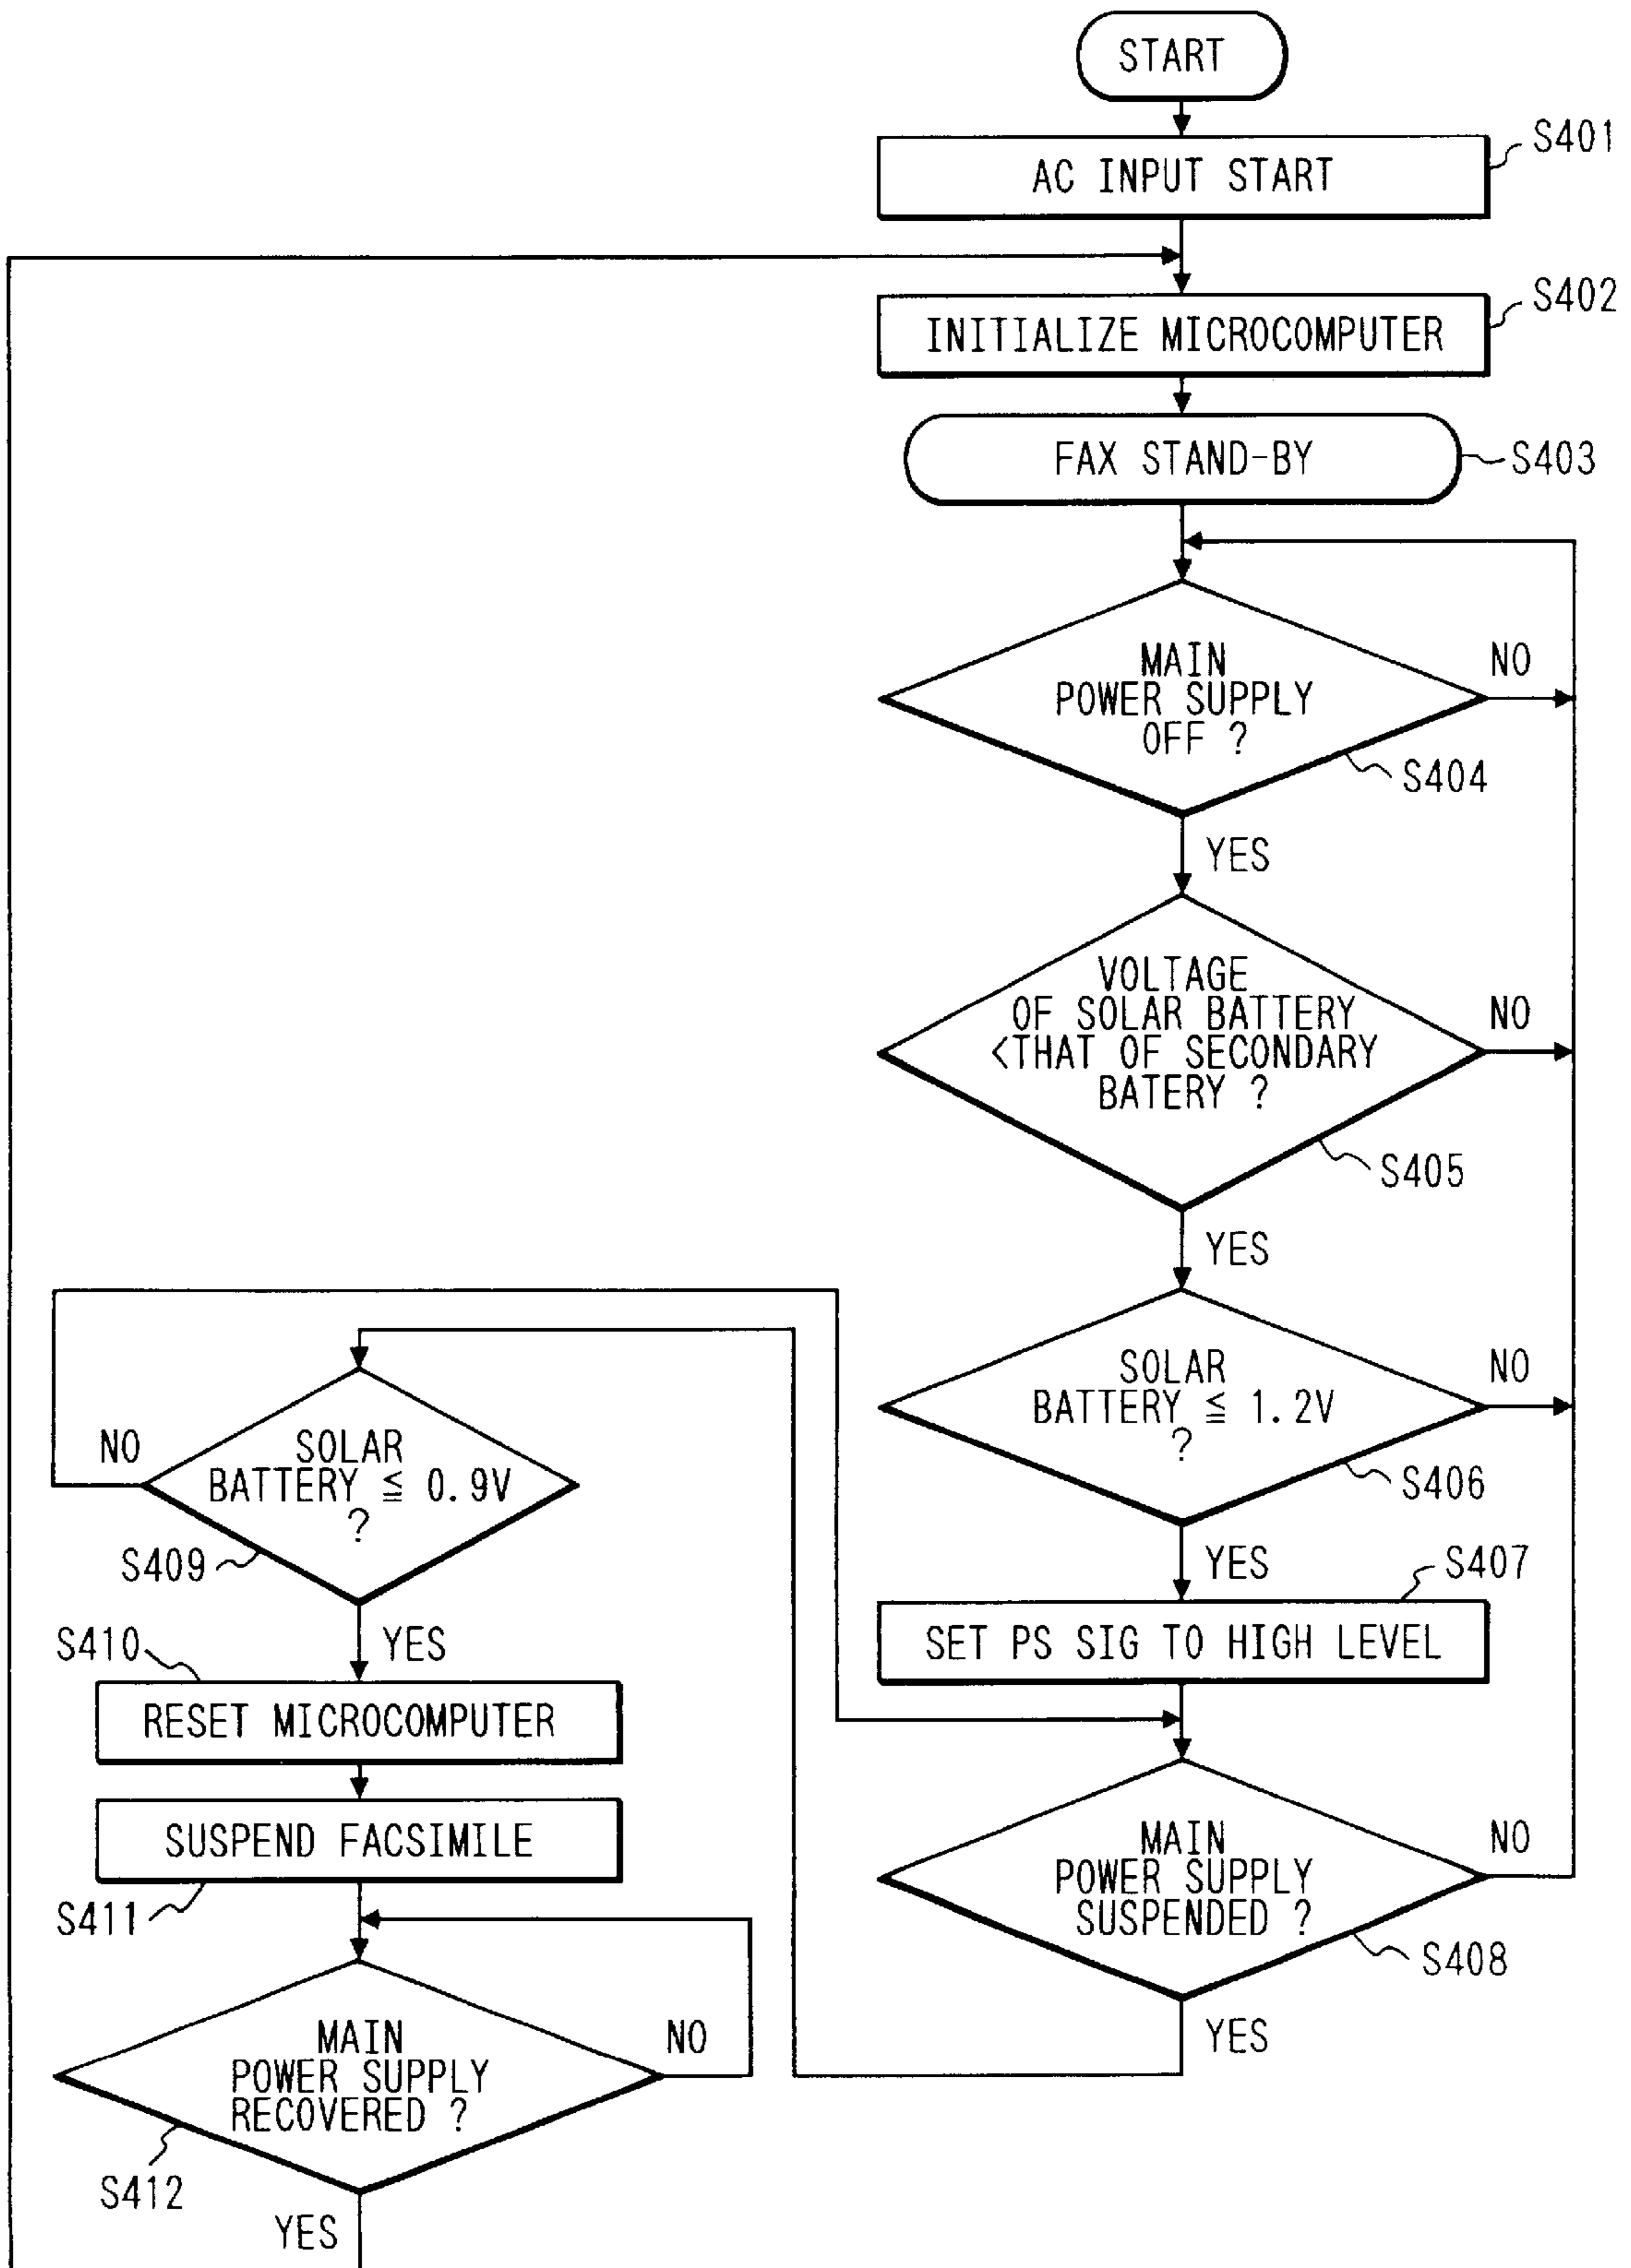 START
AC INPUT START
S401
INITIALIZE MICROCOMPUTER
S402
FAX STAND-BY
S403
MAIN
POWER SUPPLY
OFF ?
NO
S404
YES
VOLTAGE
OF SOLAR BATTERY
<THAT OF SECONDARY
BATERY ?
NO
S405
YES
SOLAR
BATTERY ≦ 1.2V
?
NO
S406
YES
S407
SET PS SIG TO HIGH LEVEL
MAIN
POWER SUPPLY
SUSPENDED ?
NO
S408
YES
SOLAR
BATTERY ≦ 0.9V
?
NO
S409
YES
S410
RESET MICROCOMPUTER
SUSPEND FACSIMILE
S411
MAIN
POWER SUPPLY
RECOVERED ?
NO
S412
YES